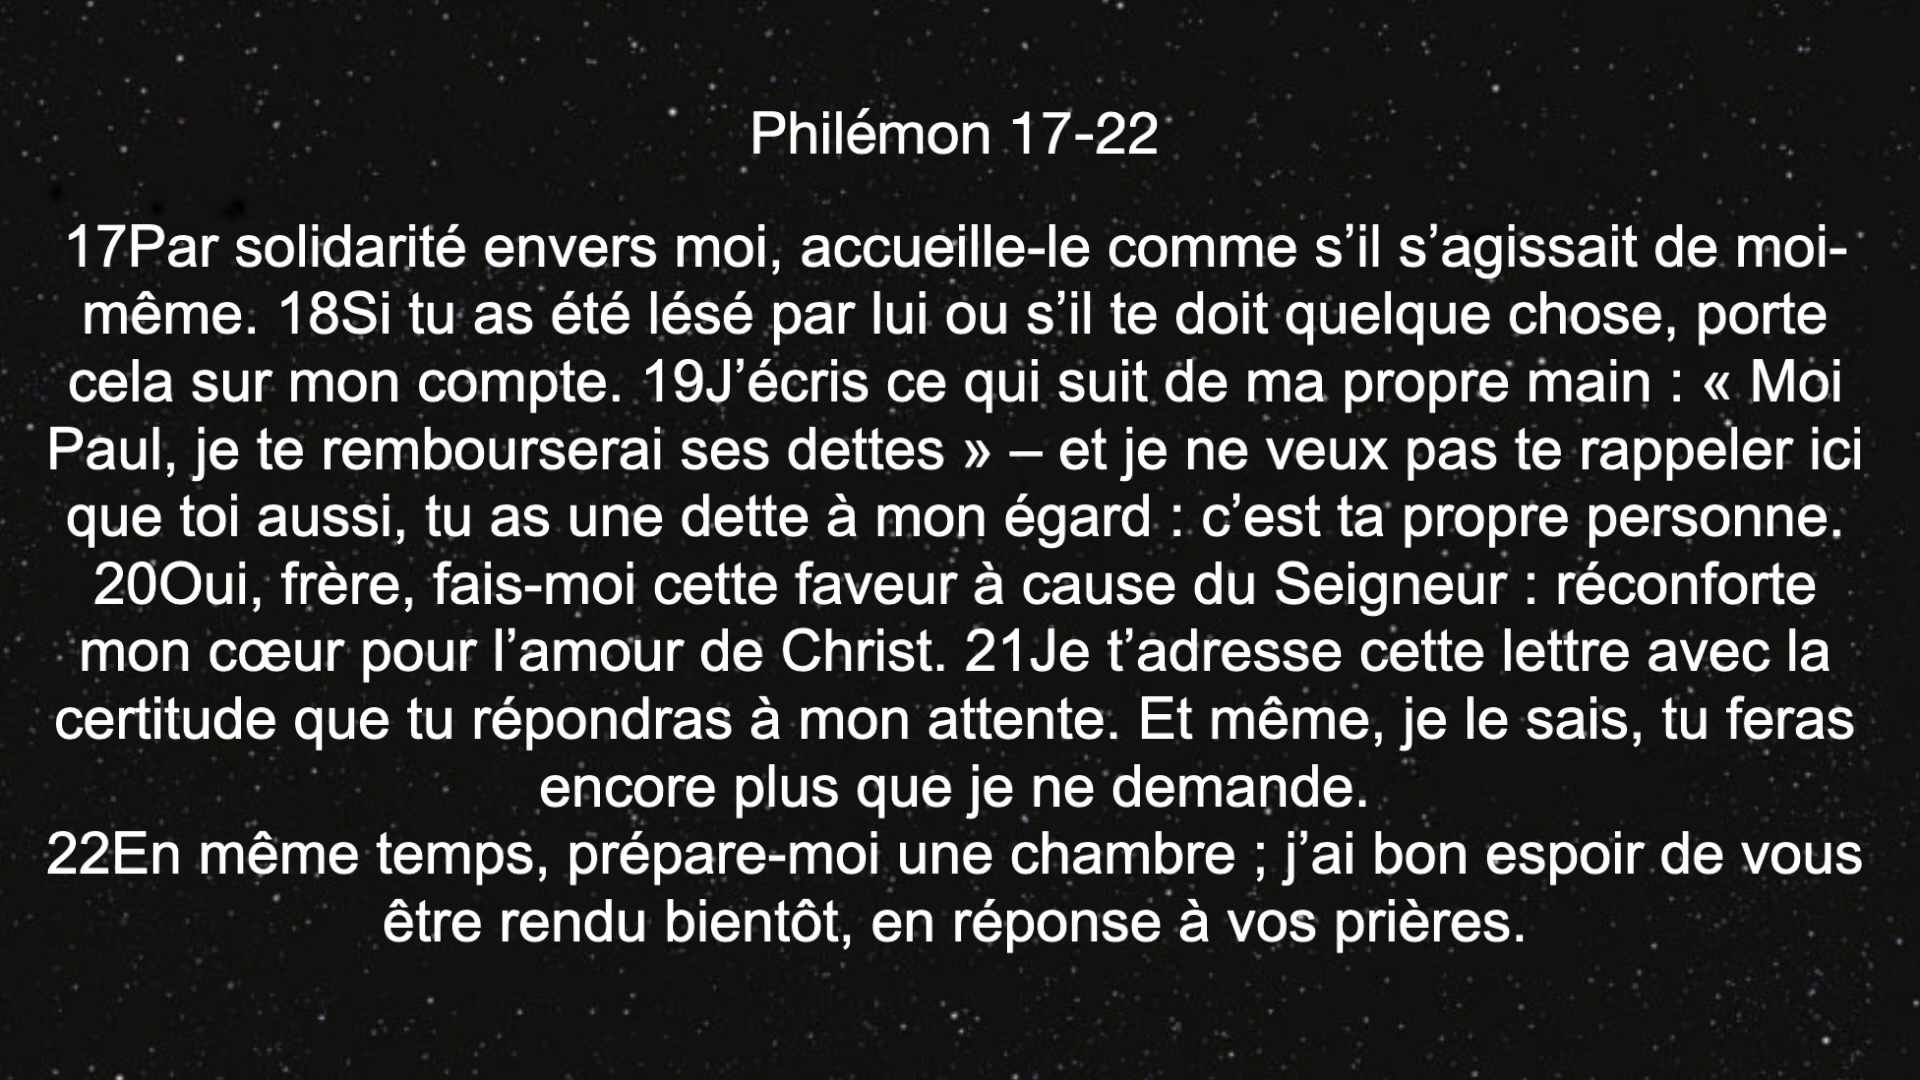 Philémon 17-22
17Par solidarité envers moi, accueille-le comme s’il s’agissait de moi-
même. 18Si tu as été lésé par lui ou s’il te doit quelque chose, porte
cela sur mon compte. 19J’écris ce qui suit de ma propre main : « Moi
Paul, je te rembourserai ses dettes » – et je ne veux pas te rappeler ici
que toi aussi, tu as une dette à mon égard : c’est ta propre personne.
20Oui, frère, fais-moi cette faveur à cause du Seigneur : réconforte
mon cœur pour l’amour de Christ. 21Je t’adresse cette lettre avec la
certitude que tu répondras à mon attente. Et même, je le sais, tu feras
encore plus que je ne demande.
22En même temps, prépare-moi une chambre ; j’ai bon espoir de vous
être rendu bientôt, en réponse à vos prières.